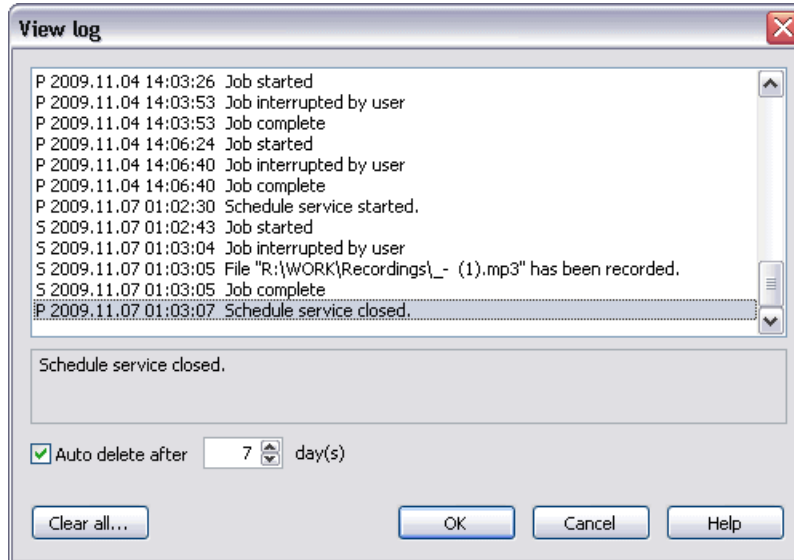 View log
P 2009.11.04 14:03:26 Job started
P 2009.11.04 14:03:53 Job interrupted by user
P 2009.11.04 14:03:53 Job complete
P 2009.11.04 14:06:24 Job started
P 2009.11.04 14:06:40 Job interrupted by user
P 2009.11.04 14:06:40 Job complete
P 2009.11.07 01:02:30 Schedule service started.
S 2009.11.07 01:02:43 Job started
S 2009.11.07 01:03:04 Job interrupted by user
S 2009.11.07 01:03:05 File "R:\WORK\Recordings\_- (1).mp3" has been recorded.
S 2009.11.07 01:03:05 Job complete
P 2009.11.07 01:03:07 Schedule service closed.
Schedule service closed.
Auto delete after 7 day(s)
Clear all... OK Cancel Help